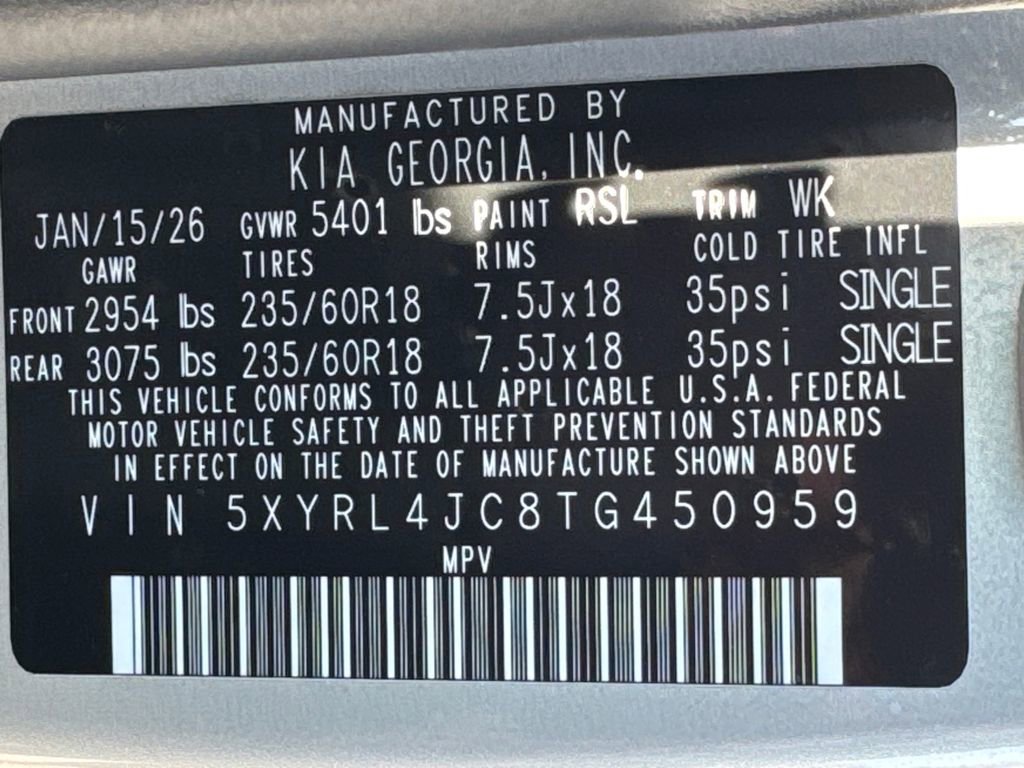 MANUFACTURED BY
KIA GEORGIA, INC.
JAN/15/26 GVWR 5401 lbs PAINT RSL TRIM WK
GAWR TIRES RIMS COLD TIRE INFL
FRONT 2954 lbs 235/60R18 7.5Jx18 35psi SINGLE
REAR 3075 lbs 235/60R18 7.5Jx18 35psi SINGLE
THIS VEHICLE CONFORMS TO ALL APPLICABLE U.S.A. FEDERAL
MOTOR VEHICLE SAFETY AND THEFT PREVENTION STANDARDS
IN EFFECT ON THE DATE OF MANUFACTURE SHOWN ABOVE
VIN 5XYRL4JC8TG450959
MPV